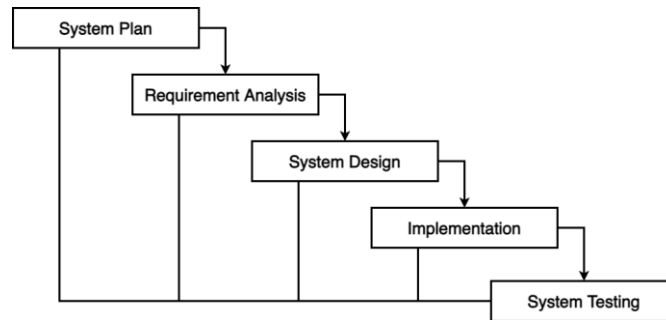 System Plan
Requirement Analysis
System Design
Implementation
System Testing